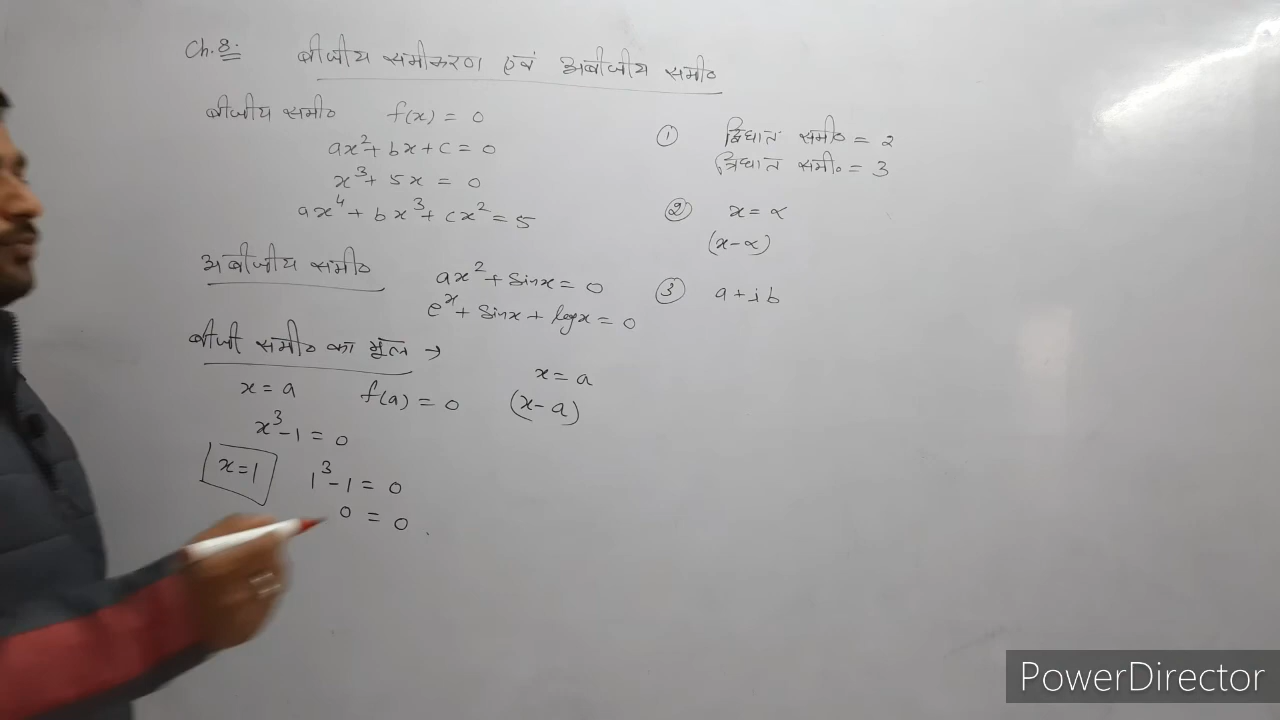 Ch.8. बीजीय समीकरण एवं अबीजीय समी०
बीजीय समी० f(x) = 0
ax² + bx + c = 0
x³ + 5x = 0
ax⁴ + bx³ + cx² = 5
अबीजीय समी० ax² + sinx = 0
eˣ + sinx + logx = 0
बीजी समी० का मूल →
x = a f(a) = 0 x = a
(x - a)
x³ - 1 = 0
x = 1 1³ - 1 = 0
0 = 0
① द्विघात समी० = 2
त्रिघात समी० = 3
② x = α
(x - α)
③ a + ib
PowerDirector